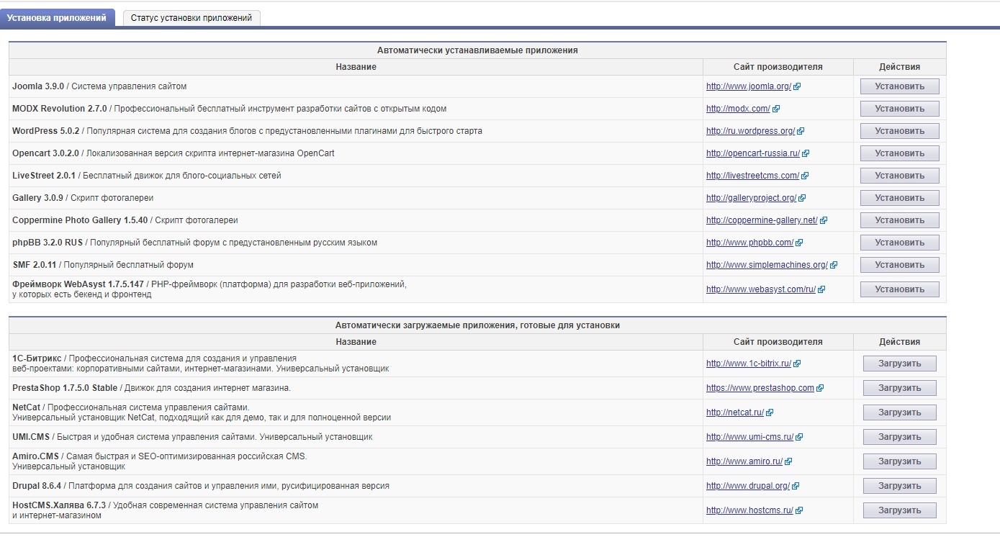 Установка приложений
Статус установки приложений
Автоматически устанавливаемые приложения
Название
Сайт производителя
Действия
Joomla 3.9.0 / Система управления сайтом
http://www.joomla.org/
Установить
MODX Revolution 2.7.0 / Профессиональный бесплатный инструмент разработки сайтов с открытым кодом
http://modx.com/
Установить
WordPress 5.0.2 / Популярная система для создания блогов с предустановленными плагинами для быстрого старта
http://ru.wordpress.org/
Установить
Opencart 3.0.2.0 / Локализованная версия скрипта интернет-магазина OpenCart
http://opencart-russia.ru/
Установить
LiveStreet 2.0.1 / Бесплатный движок для блого-социальных сетей
http://livestreetcms.com/
Установить
Gallery 3.0.9 / Скрипт фотогалереи
http://galleryproject.org/
Установить
Coppermine Photo Gallery 1.5.40 / Скрипт фотогалереи
http://coppermine-gallery.net/
Установить
phpBB 3.2.0 RUS / Популярный бесплатный форум с предустановленным русским языком
http://www.phpbb.com/
Установить
SMF 2.0.11 / Популярный бесплатный форум
http://www.simplemachines.org/
Установить
Фреймворк WebAsyst 1.7.5.147 / PHP-фреймворк (платформа) для разработки веб-приложений,
у которых есть бекенд и фронтенд
http://www.webasyst.com/ru/
Установить
Автоматически загружаемые приложения, готовые для установки
Название
Сайт производителя
Действия
1С-Битрикс / Профессиональная система для создания и управления
веб-проектами: корпоративными сайтами, интернет-магазинами. Универсальный установщик
http://www.1c-bitrix.ru/
Загрузить
PrestaShop 1.7.5.0 Stable / Движок для создания интернет магазина.
https://www.prestashop.com
Загрузить
NetCat / Профессиональная система управления сайтами.
Универсальный установщик NetCat, подходящий как для демо, так и для полноценной версии
http://netcat.ru/
Загрузить
UMI.CMS / Быстрая и удобная система управления сайтами. Универсальный установщик
http://www.umi-cms.ru/
Загрузить
Amiro.CMS / Самая быстрая и SEO-оптимизированная российская CMS.
Универсальный установщик
http://www.amiro.ru/
Загрузить
Drupal 8.6.4 / Платформа для создания сайтов и управления ими, русифицированная версия
http://www.drupal.org/
Загрузить
HostCMS.Халява 6.7.3 / Удобная современная система управления сайтом
и интернет-магазином
http://www.hostcms.ru/
Загрузить